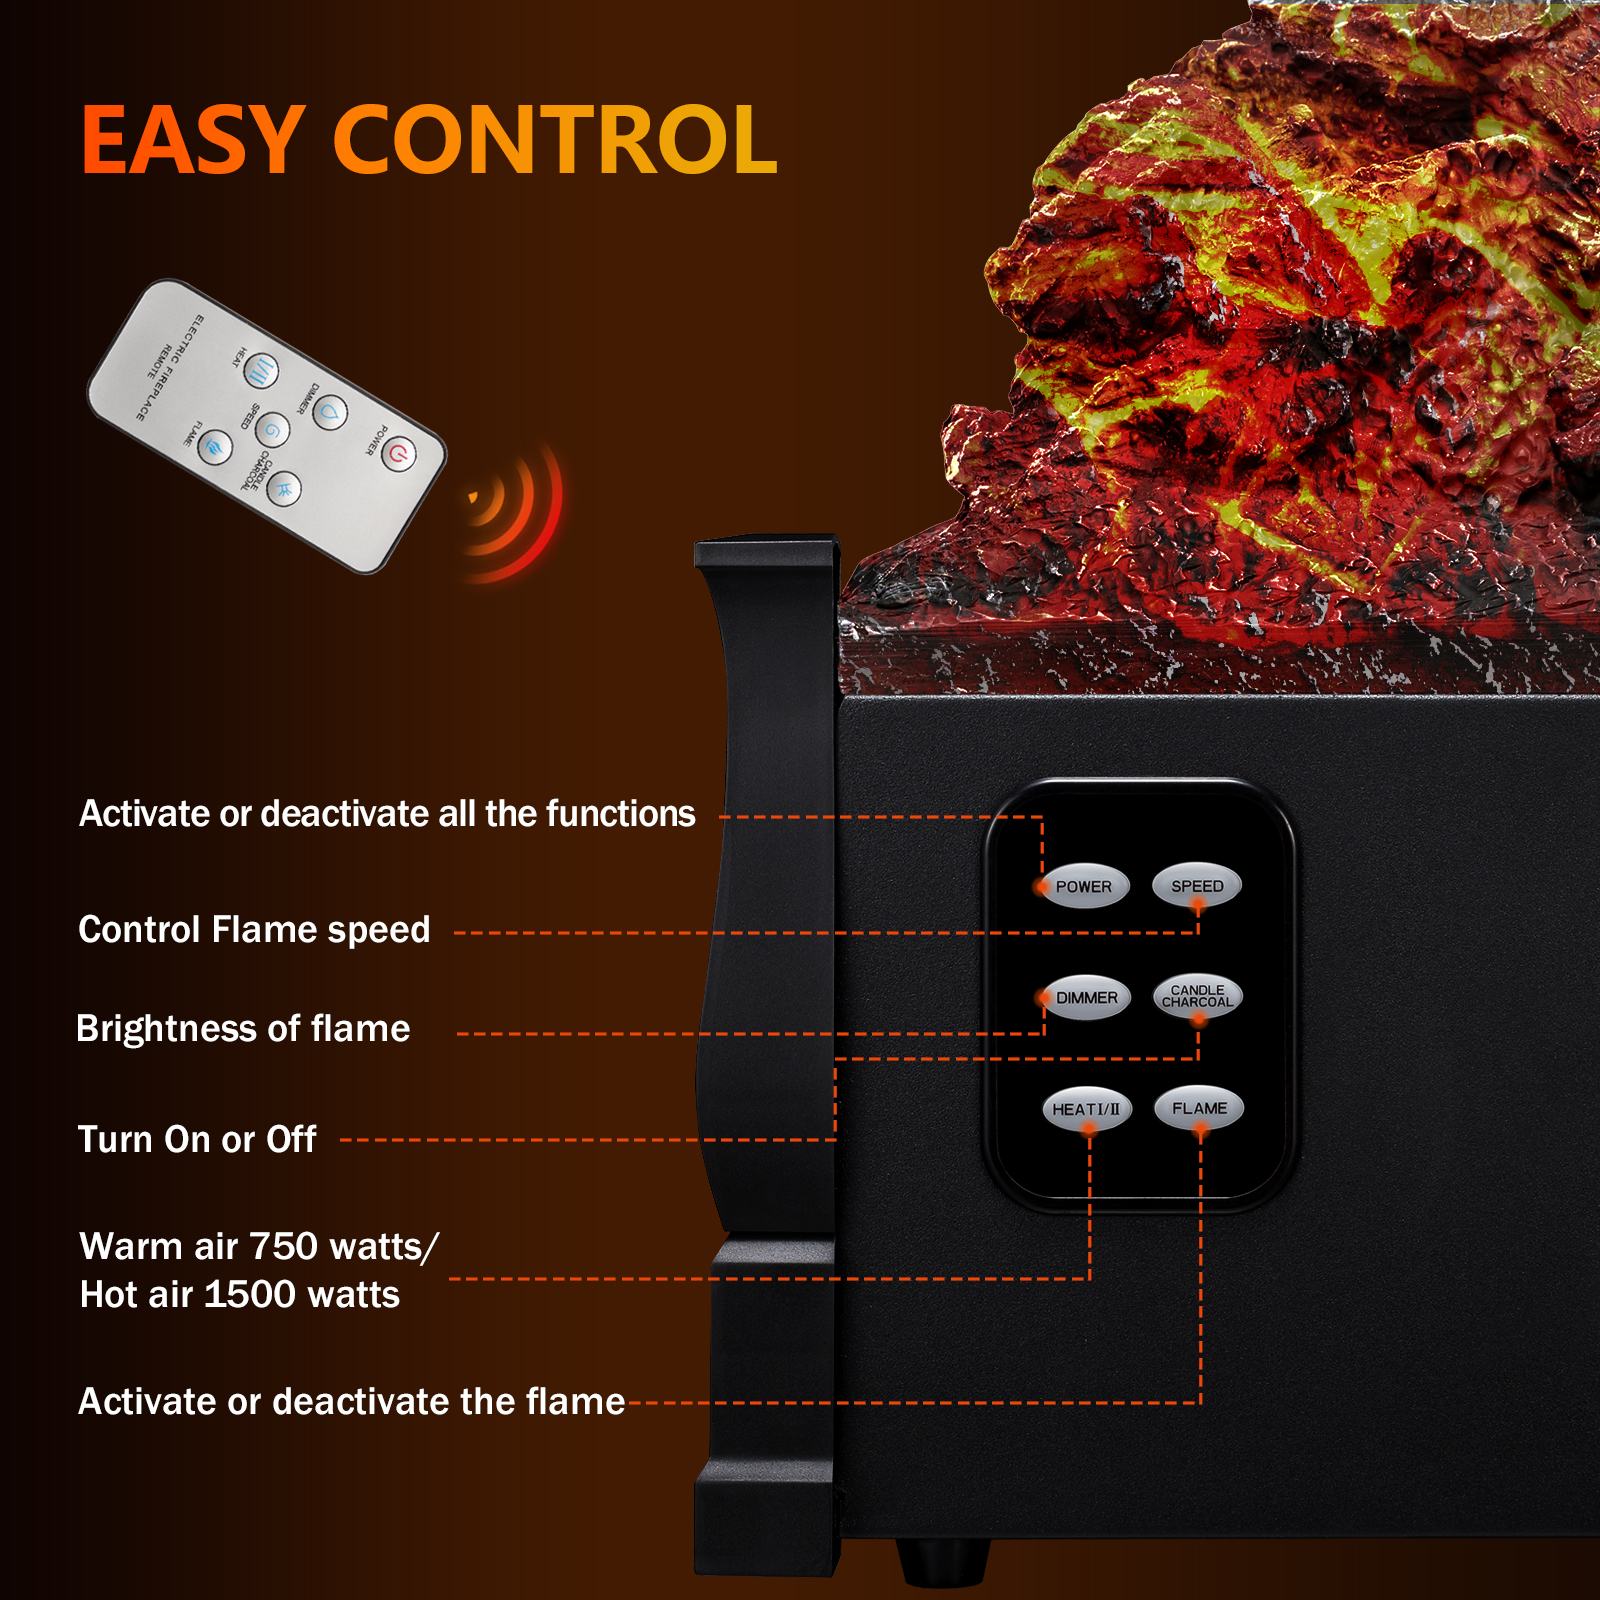 EASY CONTROL
ELECTRIC FIREPLACE
REMOTE
HEAT
I/II
DIMMER
POWER
SPEED
FLAME
CANDLE
CHARCOAL
Activate or deactivate all the functions
POWER
SPEED
Control Flame speed
DIMMER
CANDLE
CHARCOAL
Brightness of flame
Turn On or Off
HEATI/II
FLAME
Warm air 750 watts/
Hot air 1500 watts
Activate or deactivate the flame